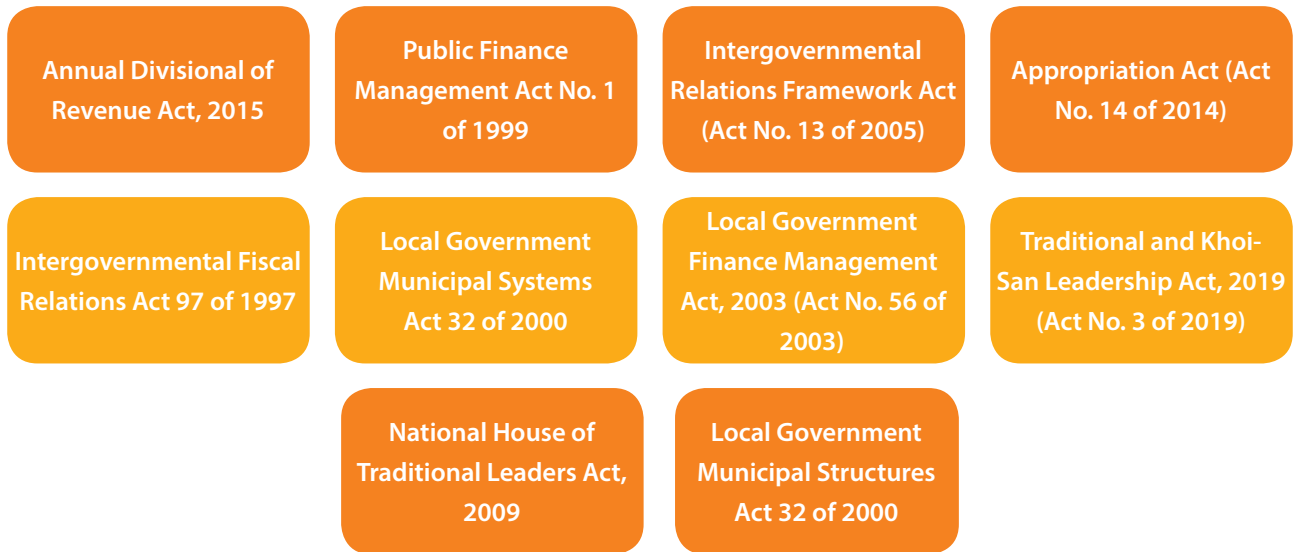 Annual Divisional of
Revenue Act, 2015
Public Finance
Management Act No. 1
of 1999
Intergovernmental
Relations Framework Act
(Act No. 13 of 2005)
Appropriation Act (Act
No. 14 of 2014)
Intergovernmental Fiscal
Relations Act 97 of 1997
Local Government
Municipal Systems
Act 32 of 2000
Local Government
Finance Management
Act, 2003 (Act No. 56 of
2003)
Traditional and Khoi-
San Leadership Act, 2019
(Act No. 3 of 2019)
National House of
Traditional Leaders Act,
2009
Local Government
Municipal Structures
Act 32 of 2000